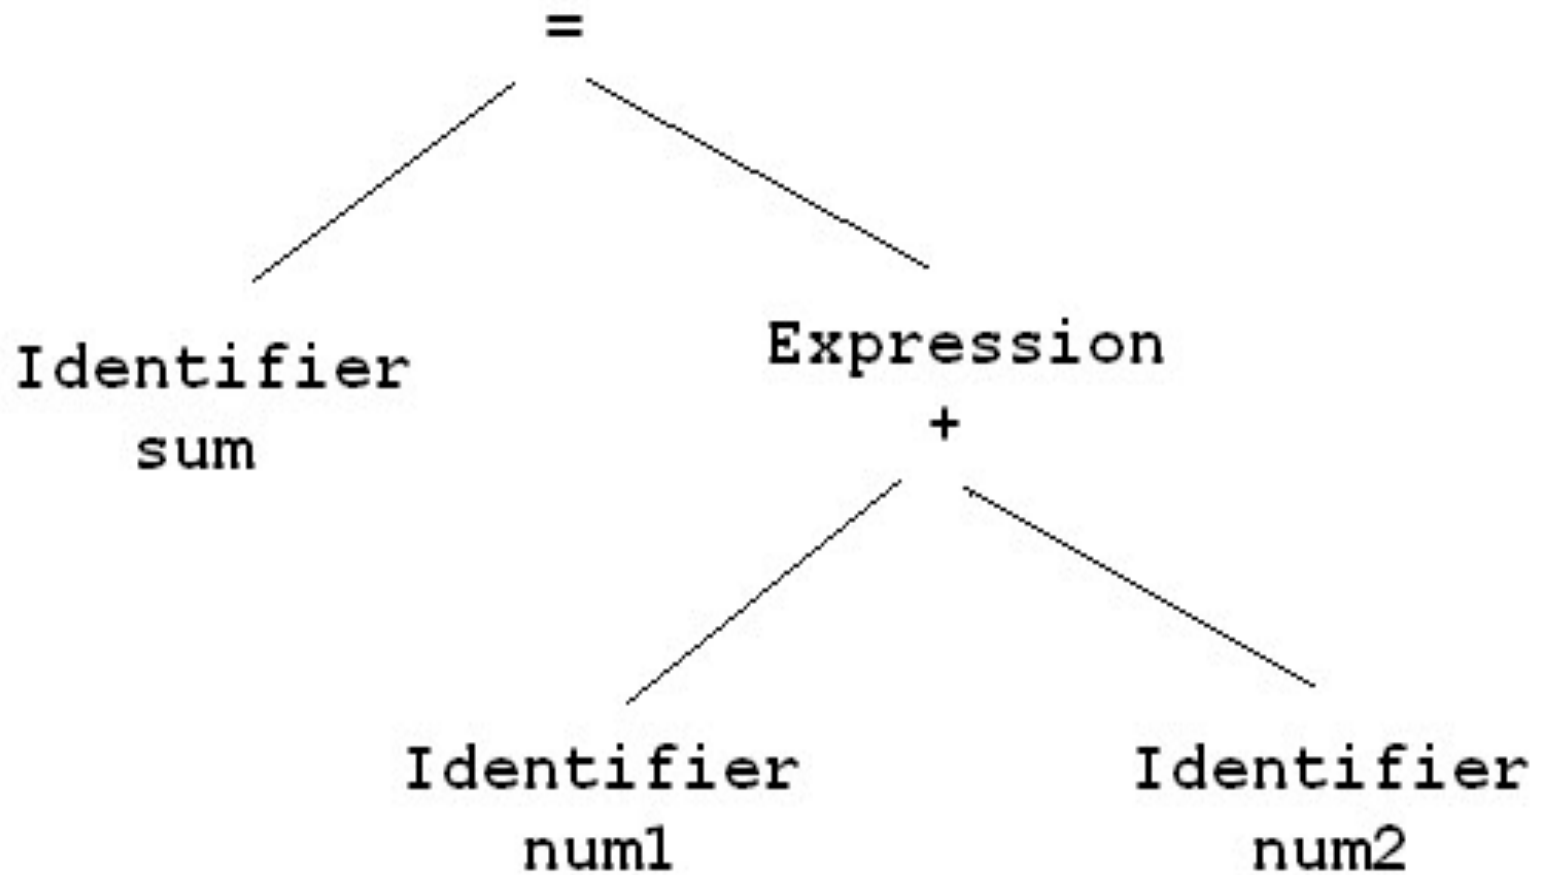 =
Identifier
sum
Expression
+
Identifier
num1
Identifier
num2